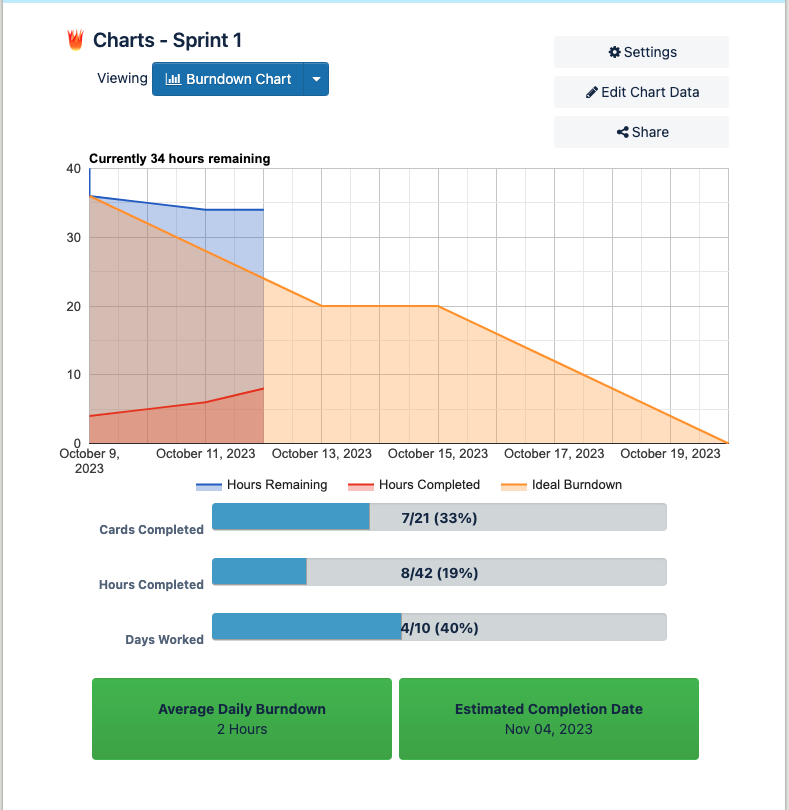 Charts - Sprint 1
Viewing
Burndown Chart
Settings
Edit Chart Data
Share
Currently 34 hours remaining
40
30
20
10
0
October 9,
2023
October 11, 2023
October 13, 2023
October 15, 2023
October 17, 2023
October 19, 2023
Hours Remaining
Hours Completed
Ideal Burndown
Cards Completed
7/21 (33%)
Hours Completed
8/42 (19%)
Days Worked
4/10 (40%)
Average Daily Burndown
2 Hours
Estimated Completion Date
Nov 04, 2023